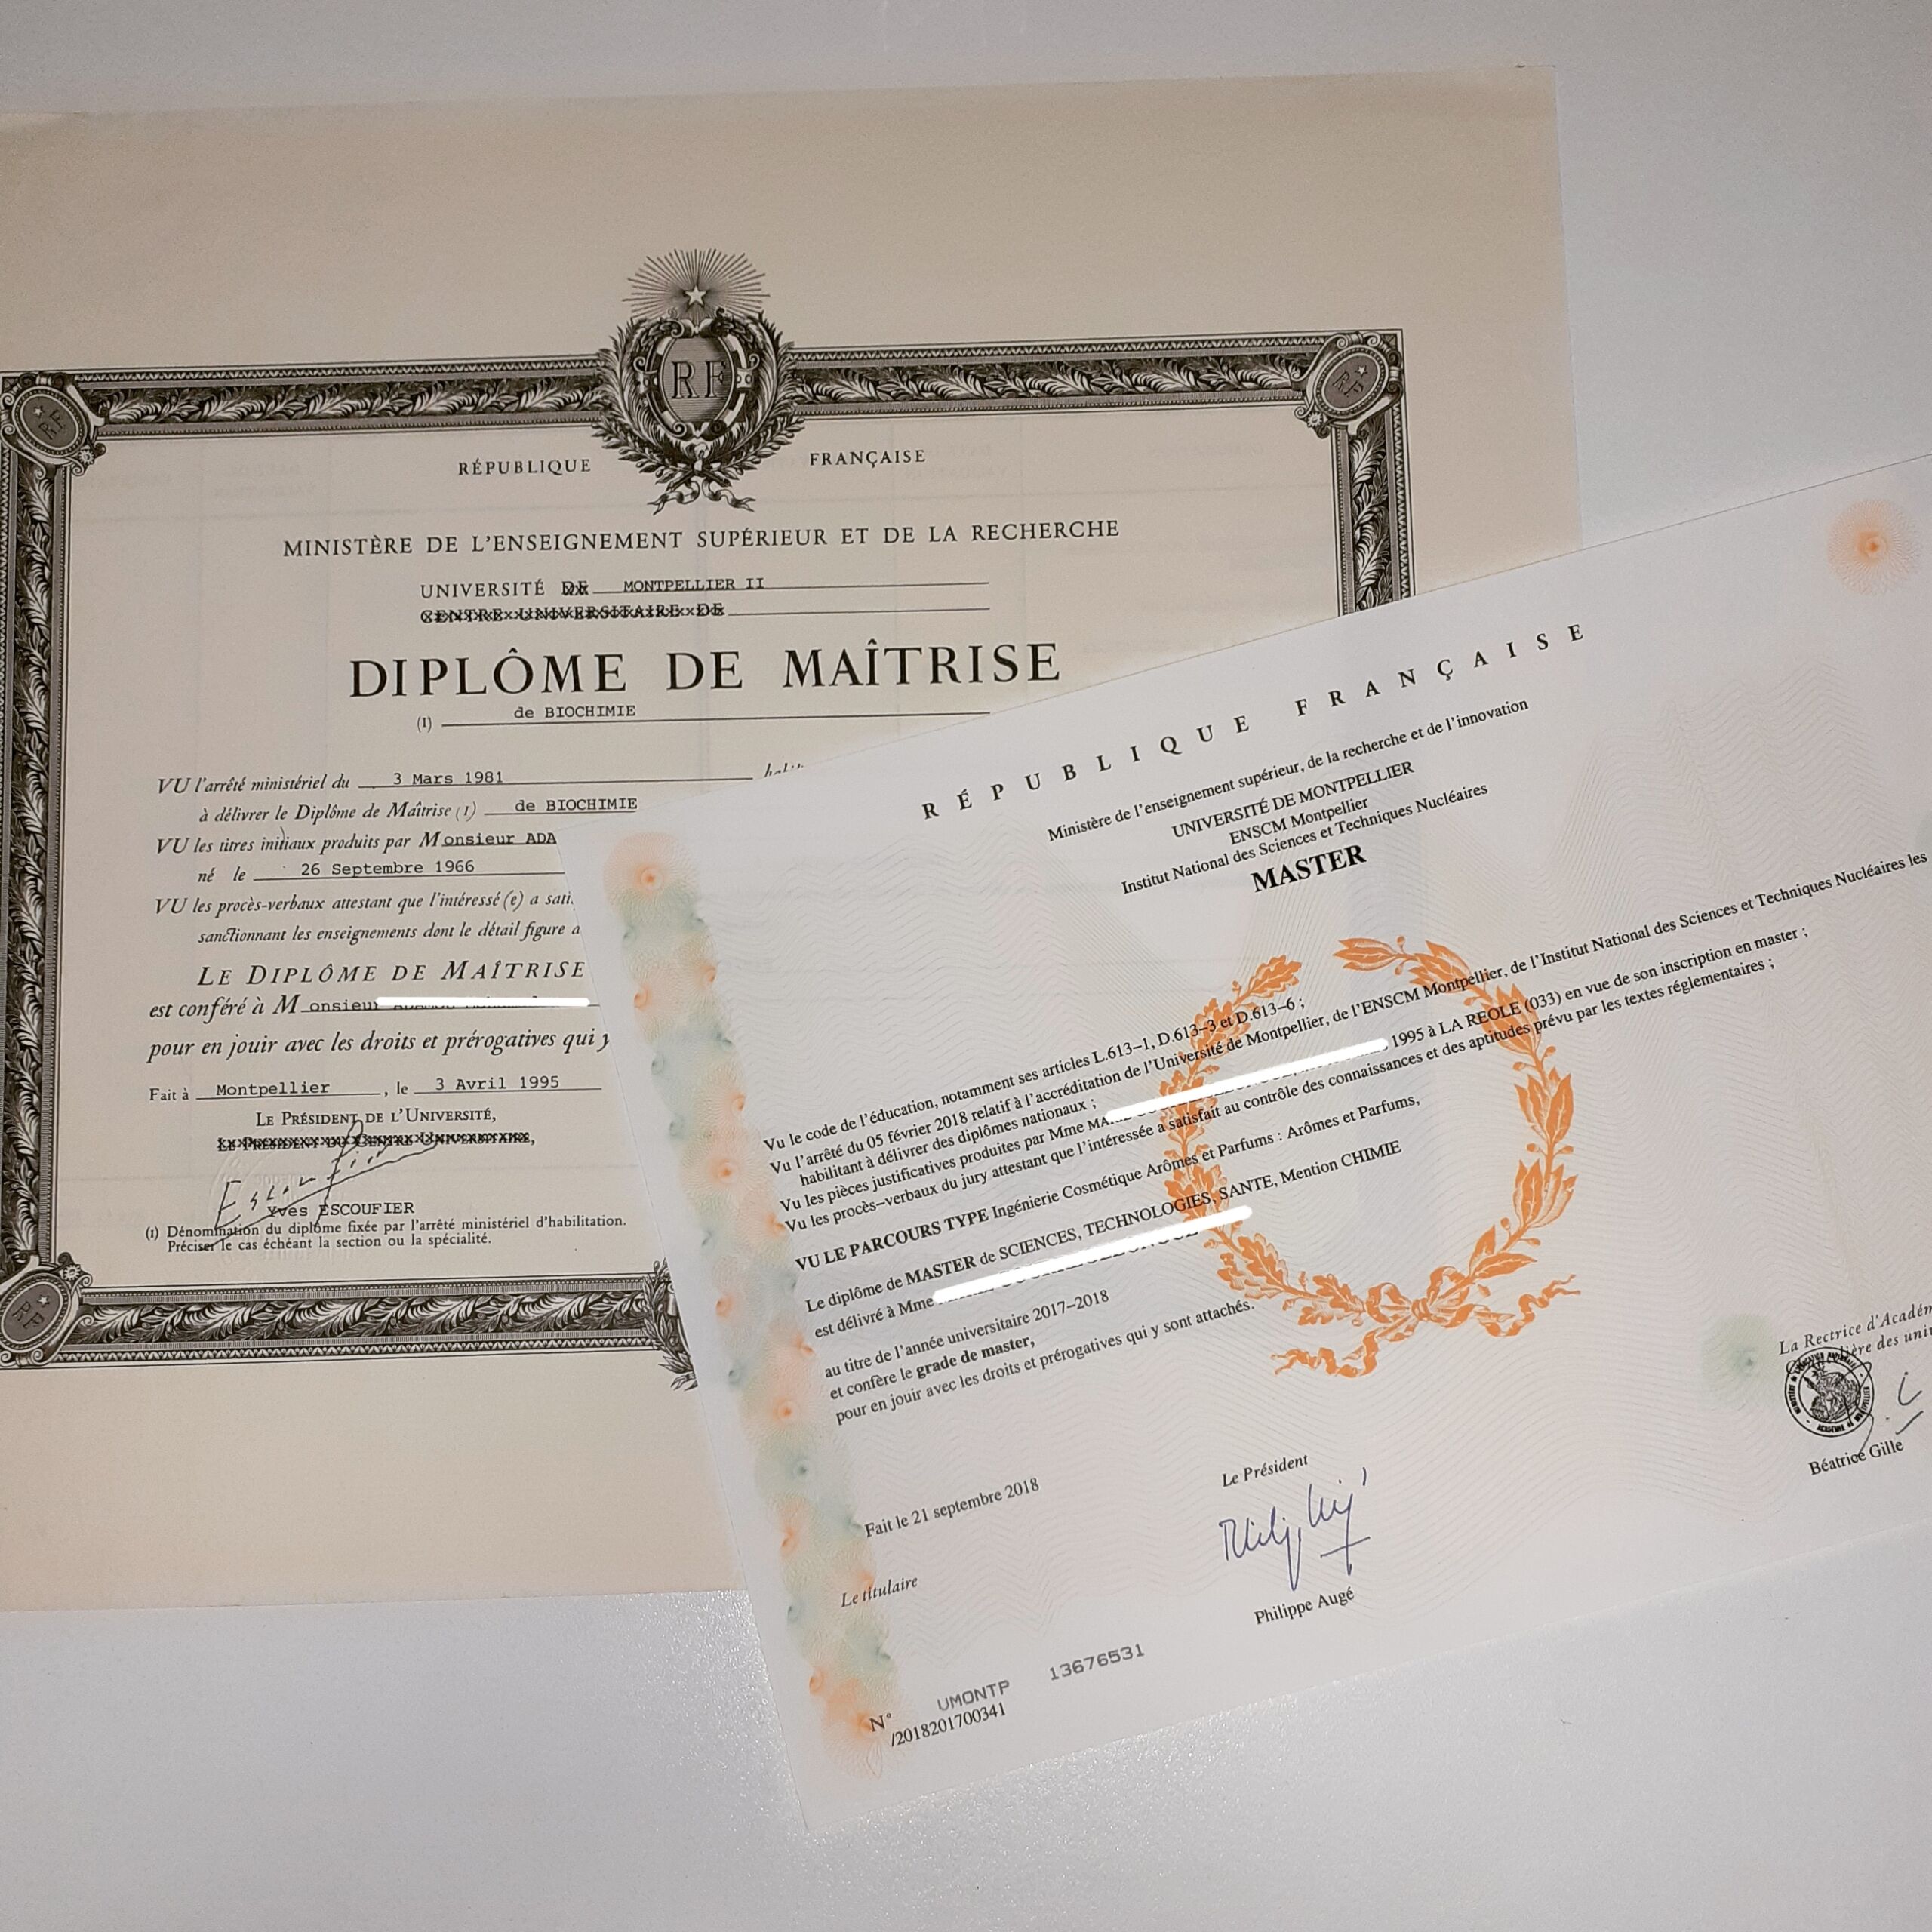 RF
RF
RF
RÉPUBLIQUE FRANÇAISE
MINISTÈRE DE L'ENSEIGNEMENT SUPÉRIEUR ET DE LA RECHERCHE
UNIVERSITÉ DE MONTPELLIER II
CENTRE UNIVERSITAIRE DE
DIPLÔME DE MAÎTRISE
(1) de BIOCHIMIE
VU l'arrêté ministériel du 3 Mars 1981
à délivrer le Diplôme de Maîtrise (1) de BIOCHIMIE
VU les titres initiaux produits par Monsieur ADA
né le 26 Septembre 1966
VU les procès-verbaux attestant que l'intéressé(e) a
sanctionnant les enseignements dont le détail figure
LE DIPLÔME DE MAÎTRISE
est conféré à Monsieur
pour en jouir avec les droits et prérogatives qui
Fait à Montpellier, le 3 Avril 1995
LE PRÉSIDENT DE L'UNIVERSITÉ,
LE PRÉSIDENT DU CENTRE UNIVERSITAIRE,
Yves ESCOUFIER
(1) Dénomination du diplôme fixée par l'arrêté ministériel d'habilitation.
Préciser le cas échéant la section ou la spécialité.
RF
RÉPUBLIQUE FRANÇAISE
Ministère de l'enseignement supérieur, de la recherche et de l'innovation
UNIVERSITÉ DE MONTPELLIER
ENSCM Montpellier
Institut National des Sciences et Techniques Nucléaires
MASTER
Vu le code de l'éducation, notamment ses articles L.613-1, D.613-3 et D.613-6 ;
Vu l'arrêté du 05 février 2018 relatif à l'accréditation de l'Université de Montpellier, de l'ENSCM Montpellier, de l'Institut National des Sciences et Techniques Nucléaires les
habilitant à délivrer des diplômes nationaux ;
Vu les pièces justificatives produites par Mme 1995 à LA REOLE (033) en vue de son inscription en master ;
Vu les procès-verbaux du jury attestant que l'intéressée a satisfait au contrôle des connaissances et des aptitudes prévu par les textes réglementaires ;
VU LE PARCOURS TYPE Ingénierie Cosmétique Arômes et Parfums : Arômes et Parfums,
Le diplôme de MASTER de SCIENCES, TECHNOLOGIES, SANTE, Mention CHIMIE
est délivré à Mme
au titre de l'année universitaire 2017-2018
et confère le grade de master,
pour en jouir avec les droits et prérogatives qui y sont attachés.
La Rectrice d'Acadé
des uni
Béatrice Gille
Fait le 21 septembre 2018
Le Président
Philippe Augé
Le titulaire
N° UMONTP 13676531
/2018201700341